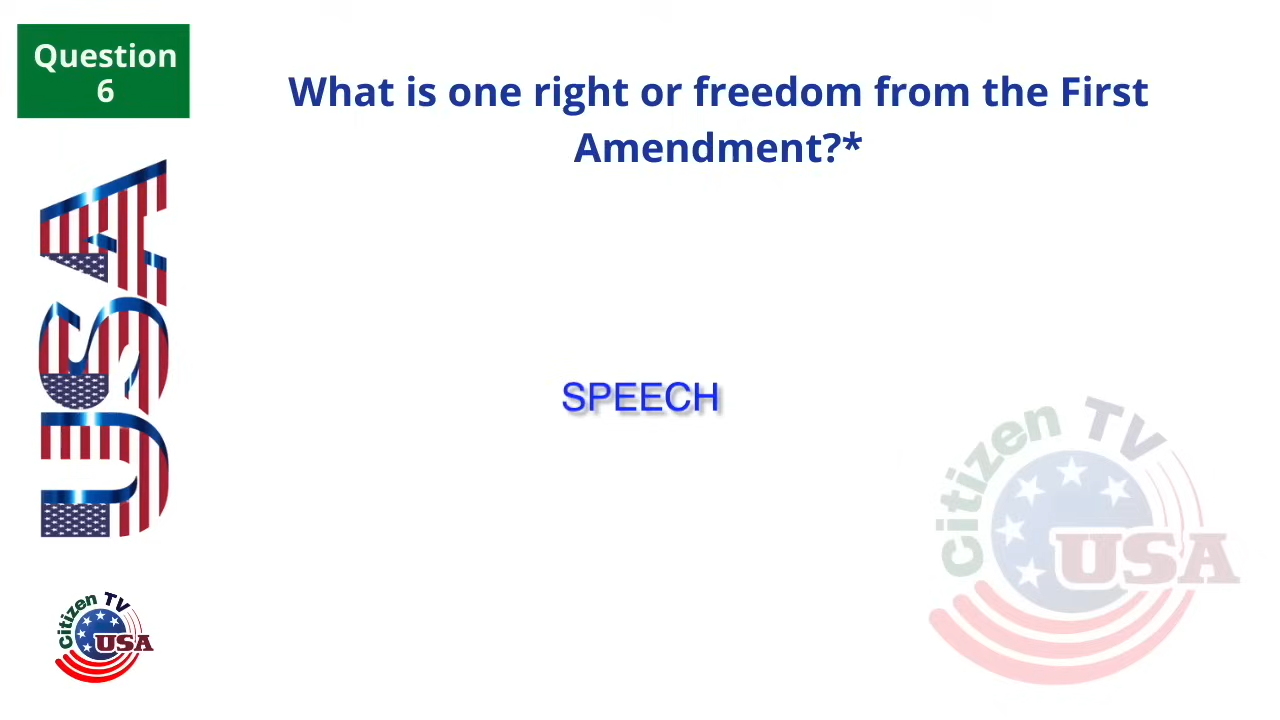 Question
6
What is one right or freedom from the First
Amendment?*
USA
SPEECH
Citizen TV
USA
Citizen TV
USA